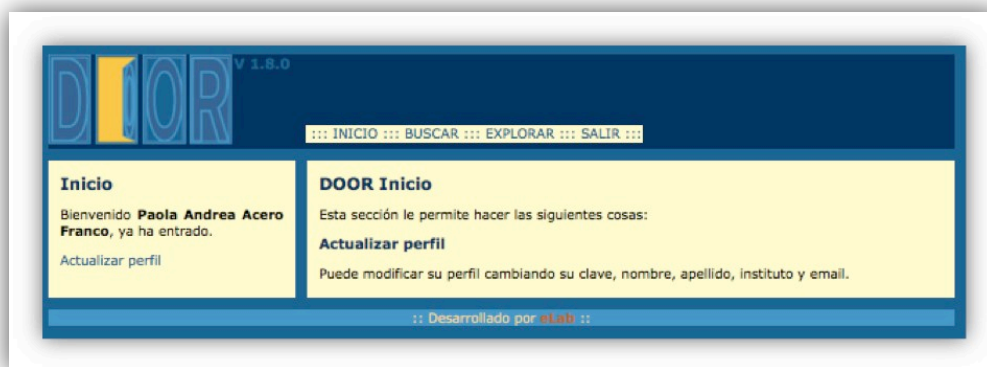 DOOR V 1.8.0
::: INICIO ::: BUSCAR ::: EXPLORAR ::: SALIR :::
Inicio
Bienvenido Paola Andrea Acero
Franco, ya ha entrado.
Actualizar perfil
DOOR Inicio
Esta sección le permite hacer las siguientes cosas:
Actualizar perfil
Puede modificar su perfil cambiando su clave, nombre, apellido, instituto y email.
:: Desarrollado por eLab ::